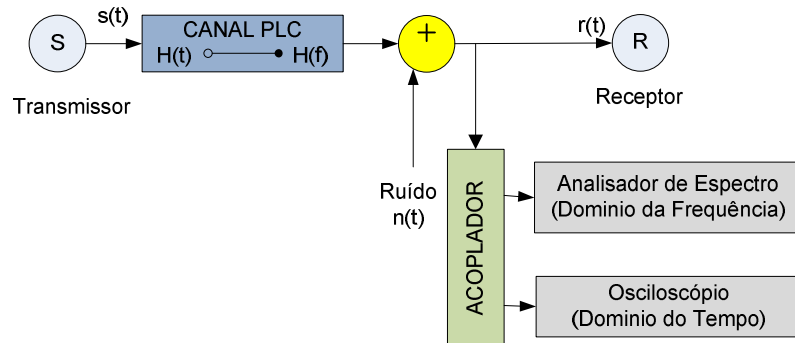 s(t)
S
CANAL PLC
H(t)
H(f)
+
r(t)
R
Transmissor
Receptor
Ruído
n(t)
ACOPLADOR
Analisador de Espectro
(Dominio da Frequência)
Osciloscópio
(Dominio do Tempo)